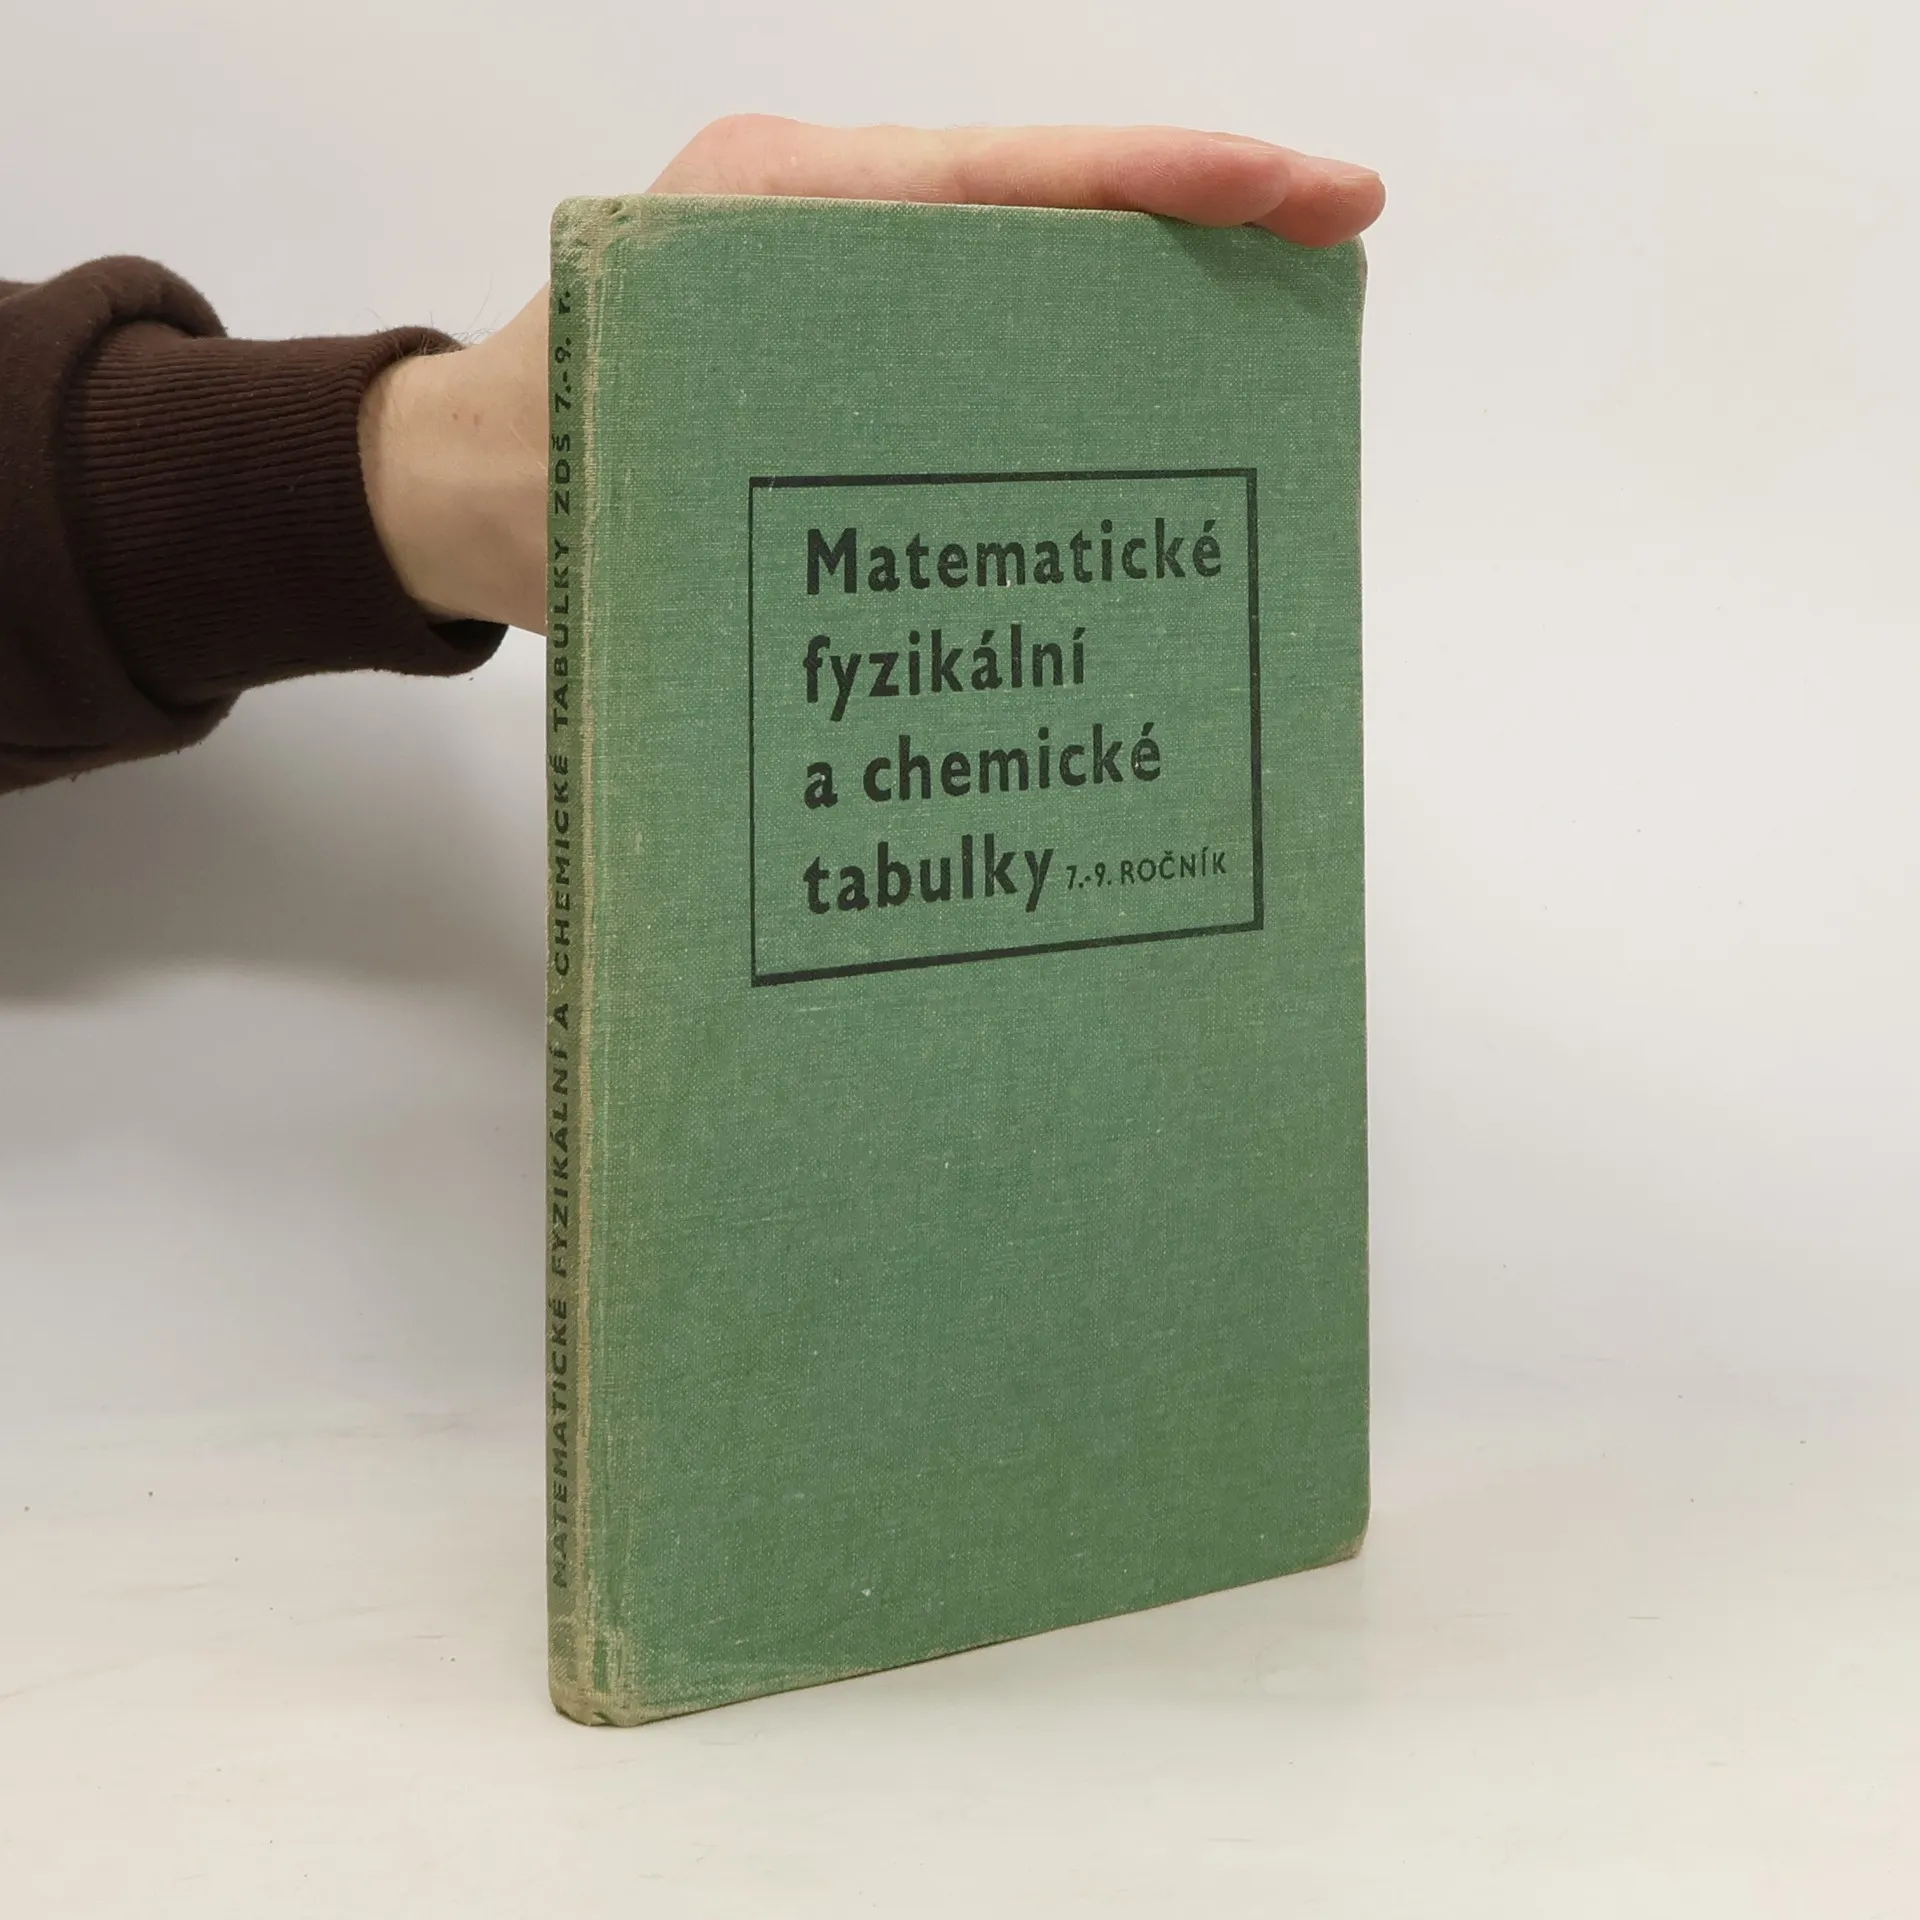 Matematické
fyzikální
a chemické
tabulky 7.-9. ROČNÍK
MATEMATICKÉ FYZIKÁLNÍ A CHEMICKÉ TABULKY ZDŠ 7.-9. r.